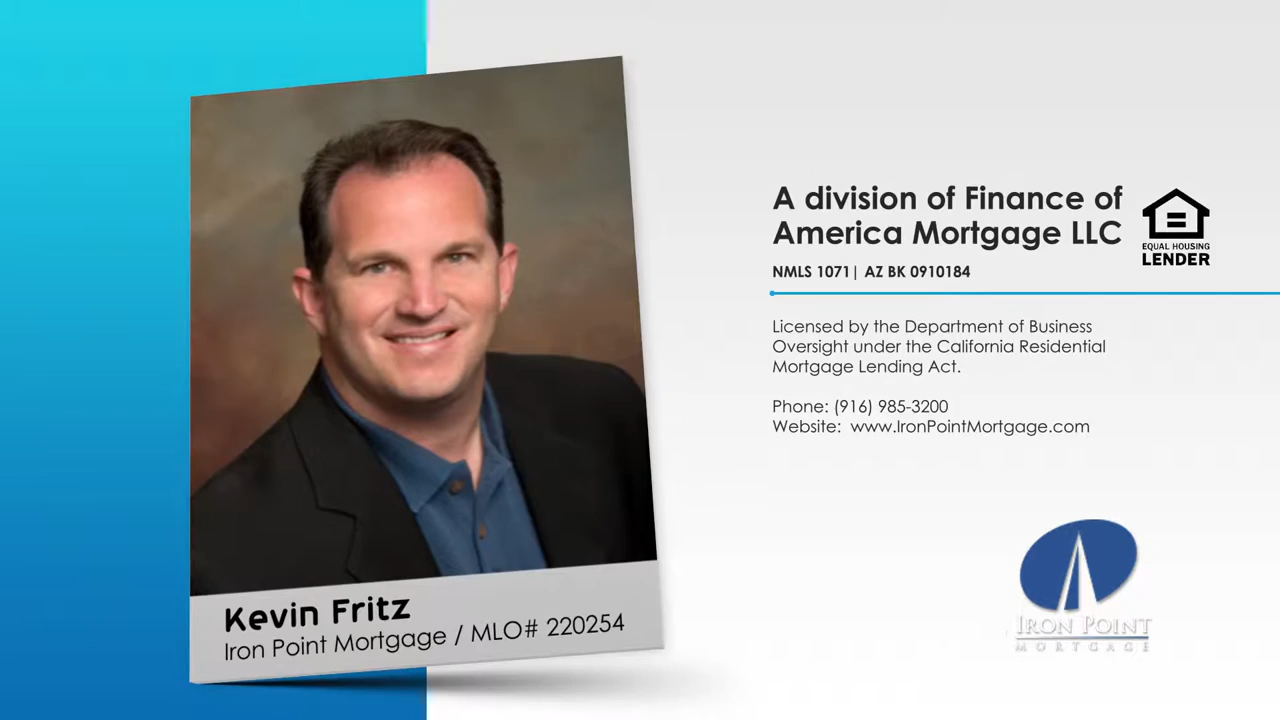 A division of Finance of
America Mortgage LLC
EQUAL HOUSING
LENDER
NMLS 1071| AZ BK 0910184
Licensed by the Department of Business
Oversight under the California Residential
Mortgage Lending Act.
Phone: (916) 985-3200
Website: www.IronPointMortgage.com
Kevin Fritz
Iron Point Mortgage / MLO# 220254
IRON POINT
MORTGAGE